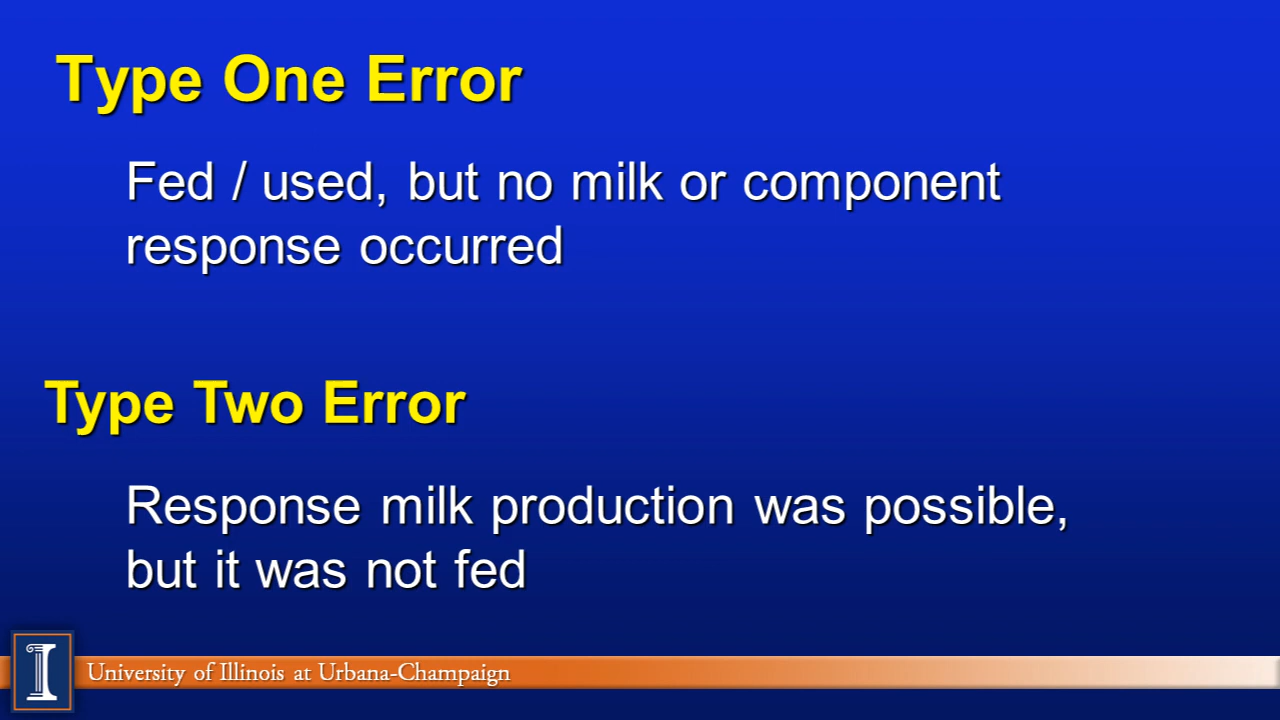 Type One Error
Fed / used, but no milk or component
response occurred
Type Two Error
Response milk production was possible,
but it was not fed
I
University of Illinois at Urbana-Champaign